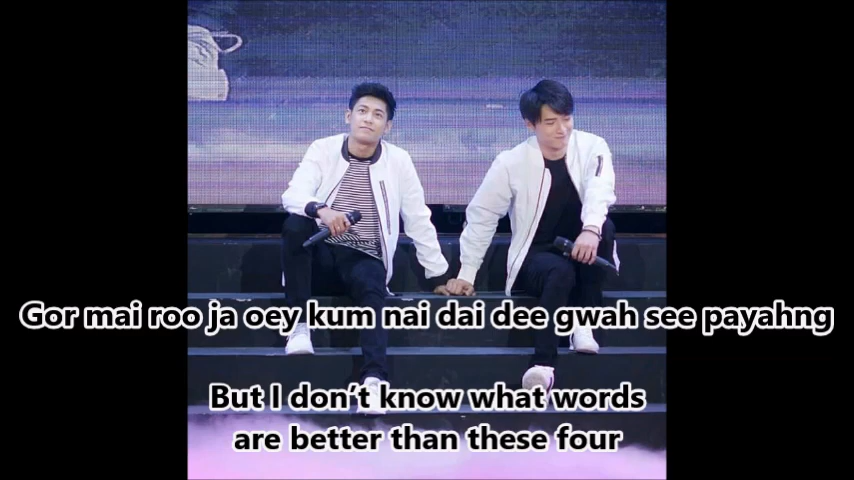 Gor mai roo ja oey kum nai dai dee gwah see payahng
But I don’t know what words
are better than these four